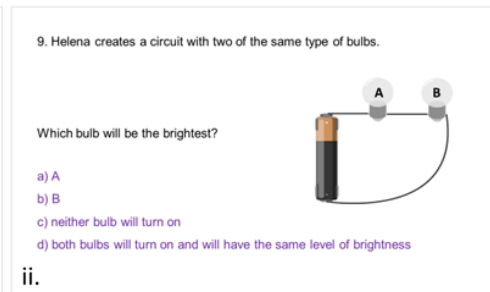 9. Helena creates a circuit with two of the same type of bulbs.
A
B
Which bulb will be the brightest?
a) A
b) B
c) neither bulb will turn on
d) both bulbs will turn on and will have the same level of brightness
ii.